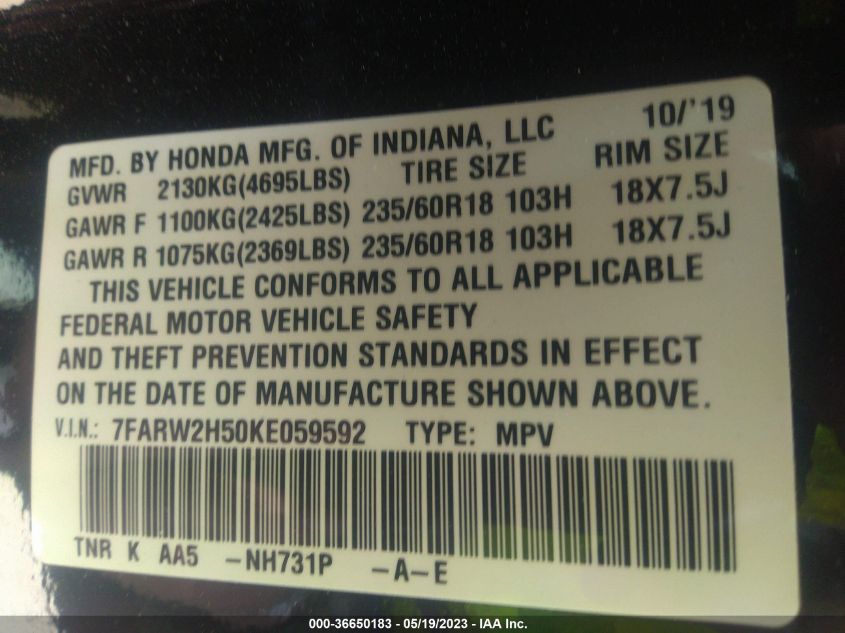 10/'19
MFD. BY HONDA MFG. OF INDIANA, LLC
GVWR 2130KG(4695LBS) TIRE SIZE RIM SIZE
GAWR F 1100KG(2425LBS) 235/60R18 103H 18X7.5J
GAWR R 1075KG(2369LBS) 235/60R18 103H 18X7.5J
THIS VEHICLE CONFORMS TO ALL APPLICABLE
FEDERAL MOTOR VEHICLE SAFETY
AND THEFT PREVENTION STANDARDS IN EFFECT
ON THE DATE OF MANUFACTURE SHOWN ABOVE.
V.I.N.: 7FARW2H50KE059592 TYPE: MPV
TNR K AA5 -NH731P -A-E
000-36650183 - 05/19/2023 - IAA Inc.